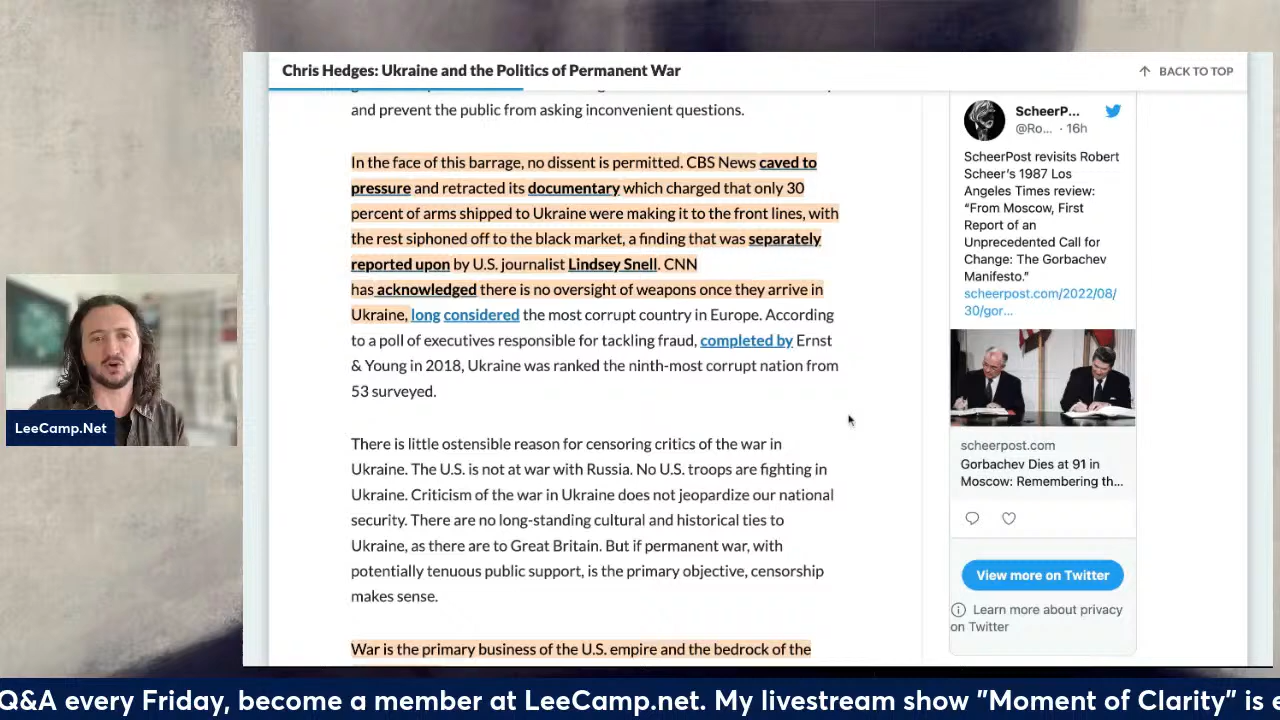 Chris Hedges: Ukraine and the Politics of Permanent War
BACK TO TOP
and prevent the public from asking inconvenient questions.
In the face of this barrage, no dissent is permitted. CBS News caved to
pressure and retracted its documentary which charged that only 30
percent of arms shipped to Ukraine were making it to the front lines, with
the rest siphoned off to the black market, a finding that was separately
reported upon by U.S. journalist Lindsey Snell. CNN
has acknowledged there is no oversight of weapons once they arrive in
Ukraine, long considered the most corrupt country in Europe. According
to a poll of executives responsible for tackling fraud, completed by Ernst
& Young in 2018, Ukraine was ranked the ninth-most corrupt nation from
53 surveyed.
There is little ostensible reason for censoring critics of the war in
Ukraine. The U.S. is not at war with Russia. No U.S. troops are fighting in
Ukraine. Criticism of the war in Ukraine does not jeopardize our national
security. There are no long-standing cultural and historical ties to
Ukraine, as there are to Great Britain. But if permanent war, with
potentially tenuous public support, is the primary objective, censorship
makes sense.
War is the primary business of the U.S. empire and the bedrock of the
ScheerP...
@Ro... · 16h
ScheerPost revisits Robert
Scheer's 1987 Los
Angeles Times review:
“From Moscow, First
Report of an
Unprecedented Call for
Change: The Gorbachev
Manifesto.”
scheerpost.com/2022/08/
30/gor...
scheerpost.com
Gorbachev Dies at 91 in
Moscow: Remembering th...
View more on Twitter
Learn more about privacy
on Twitter
LeeCamp.Net
Q&A every Friday, become a member at LeeCamp.net. My livestream show "Moment of Clarity" is